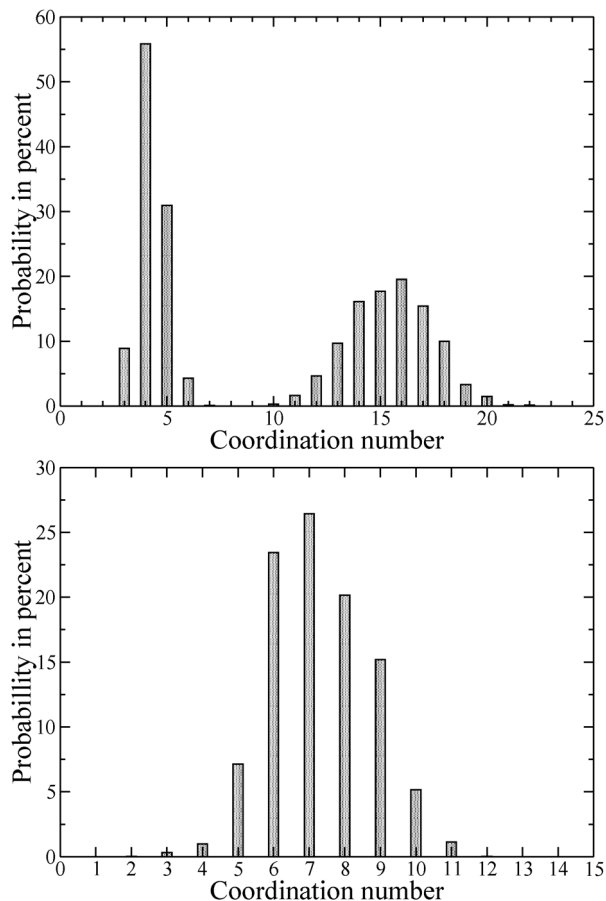 60
50
40
30
20
10
0
Probability in percent
0 5 10 15 20 25
Coordination number
30
25
20
15
10
5
0
Probabillity in percent
0 1 2 3 4 5 6 7 8 9 10 11 12 13 14 15
Coordination number